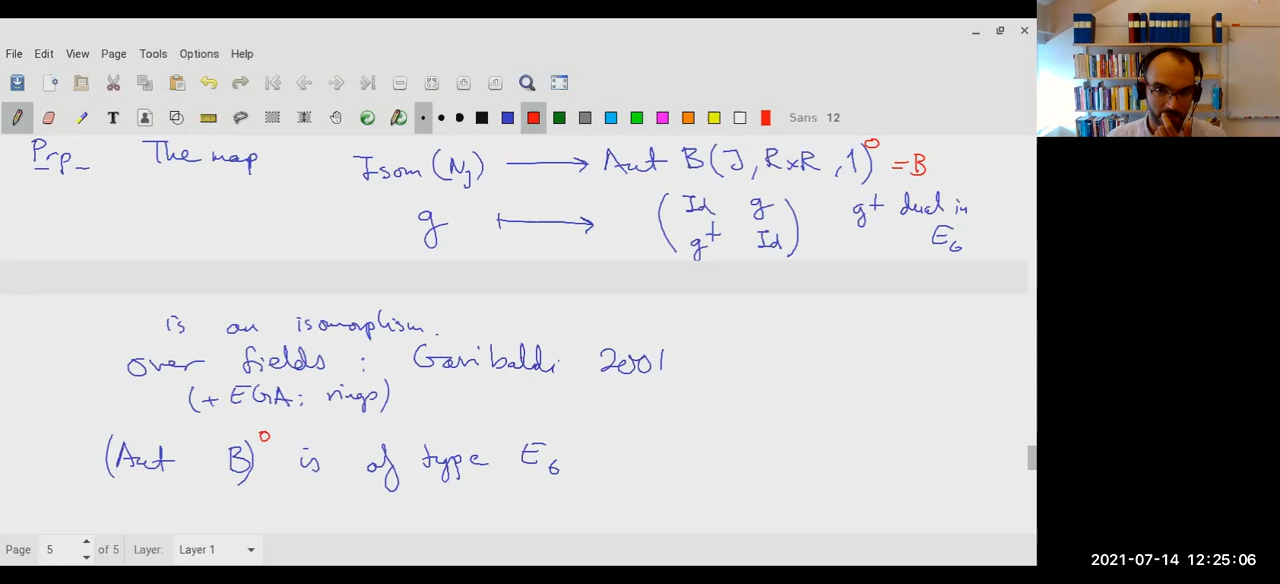 File Edit View Page Tools Options Help
Sans 12
Prp_ The map Isom (N_J) ⟶ Aut B(J, R×R, 1)° = B
g ⟼ ( Id g g† Id ) g† dual in E₆
is an isomorphism.
over fields : Garibaldi 2001
(+ EGA: rings)
(Aut B)° is of type E₆
Page 5 of 5 Layer: Layer 1
2021-07-14 12:25:06